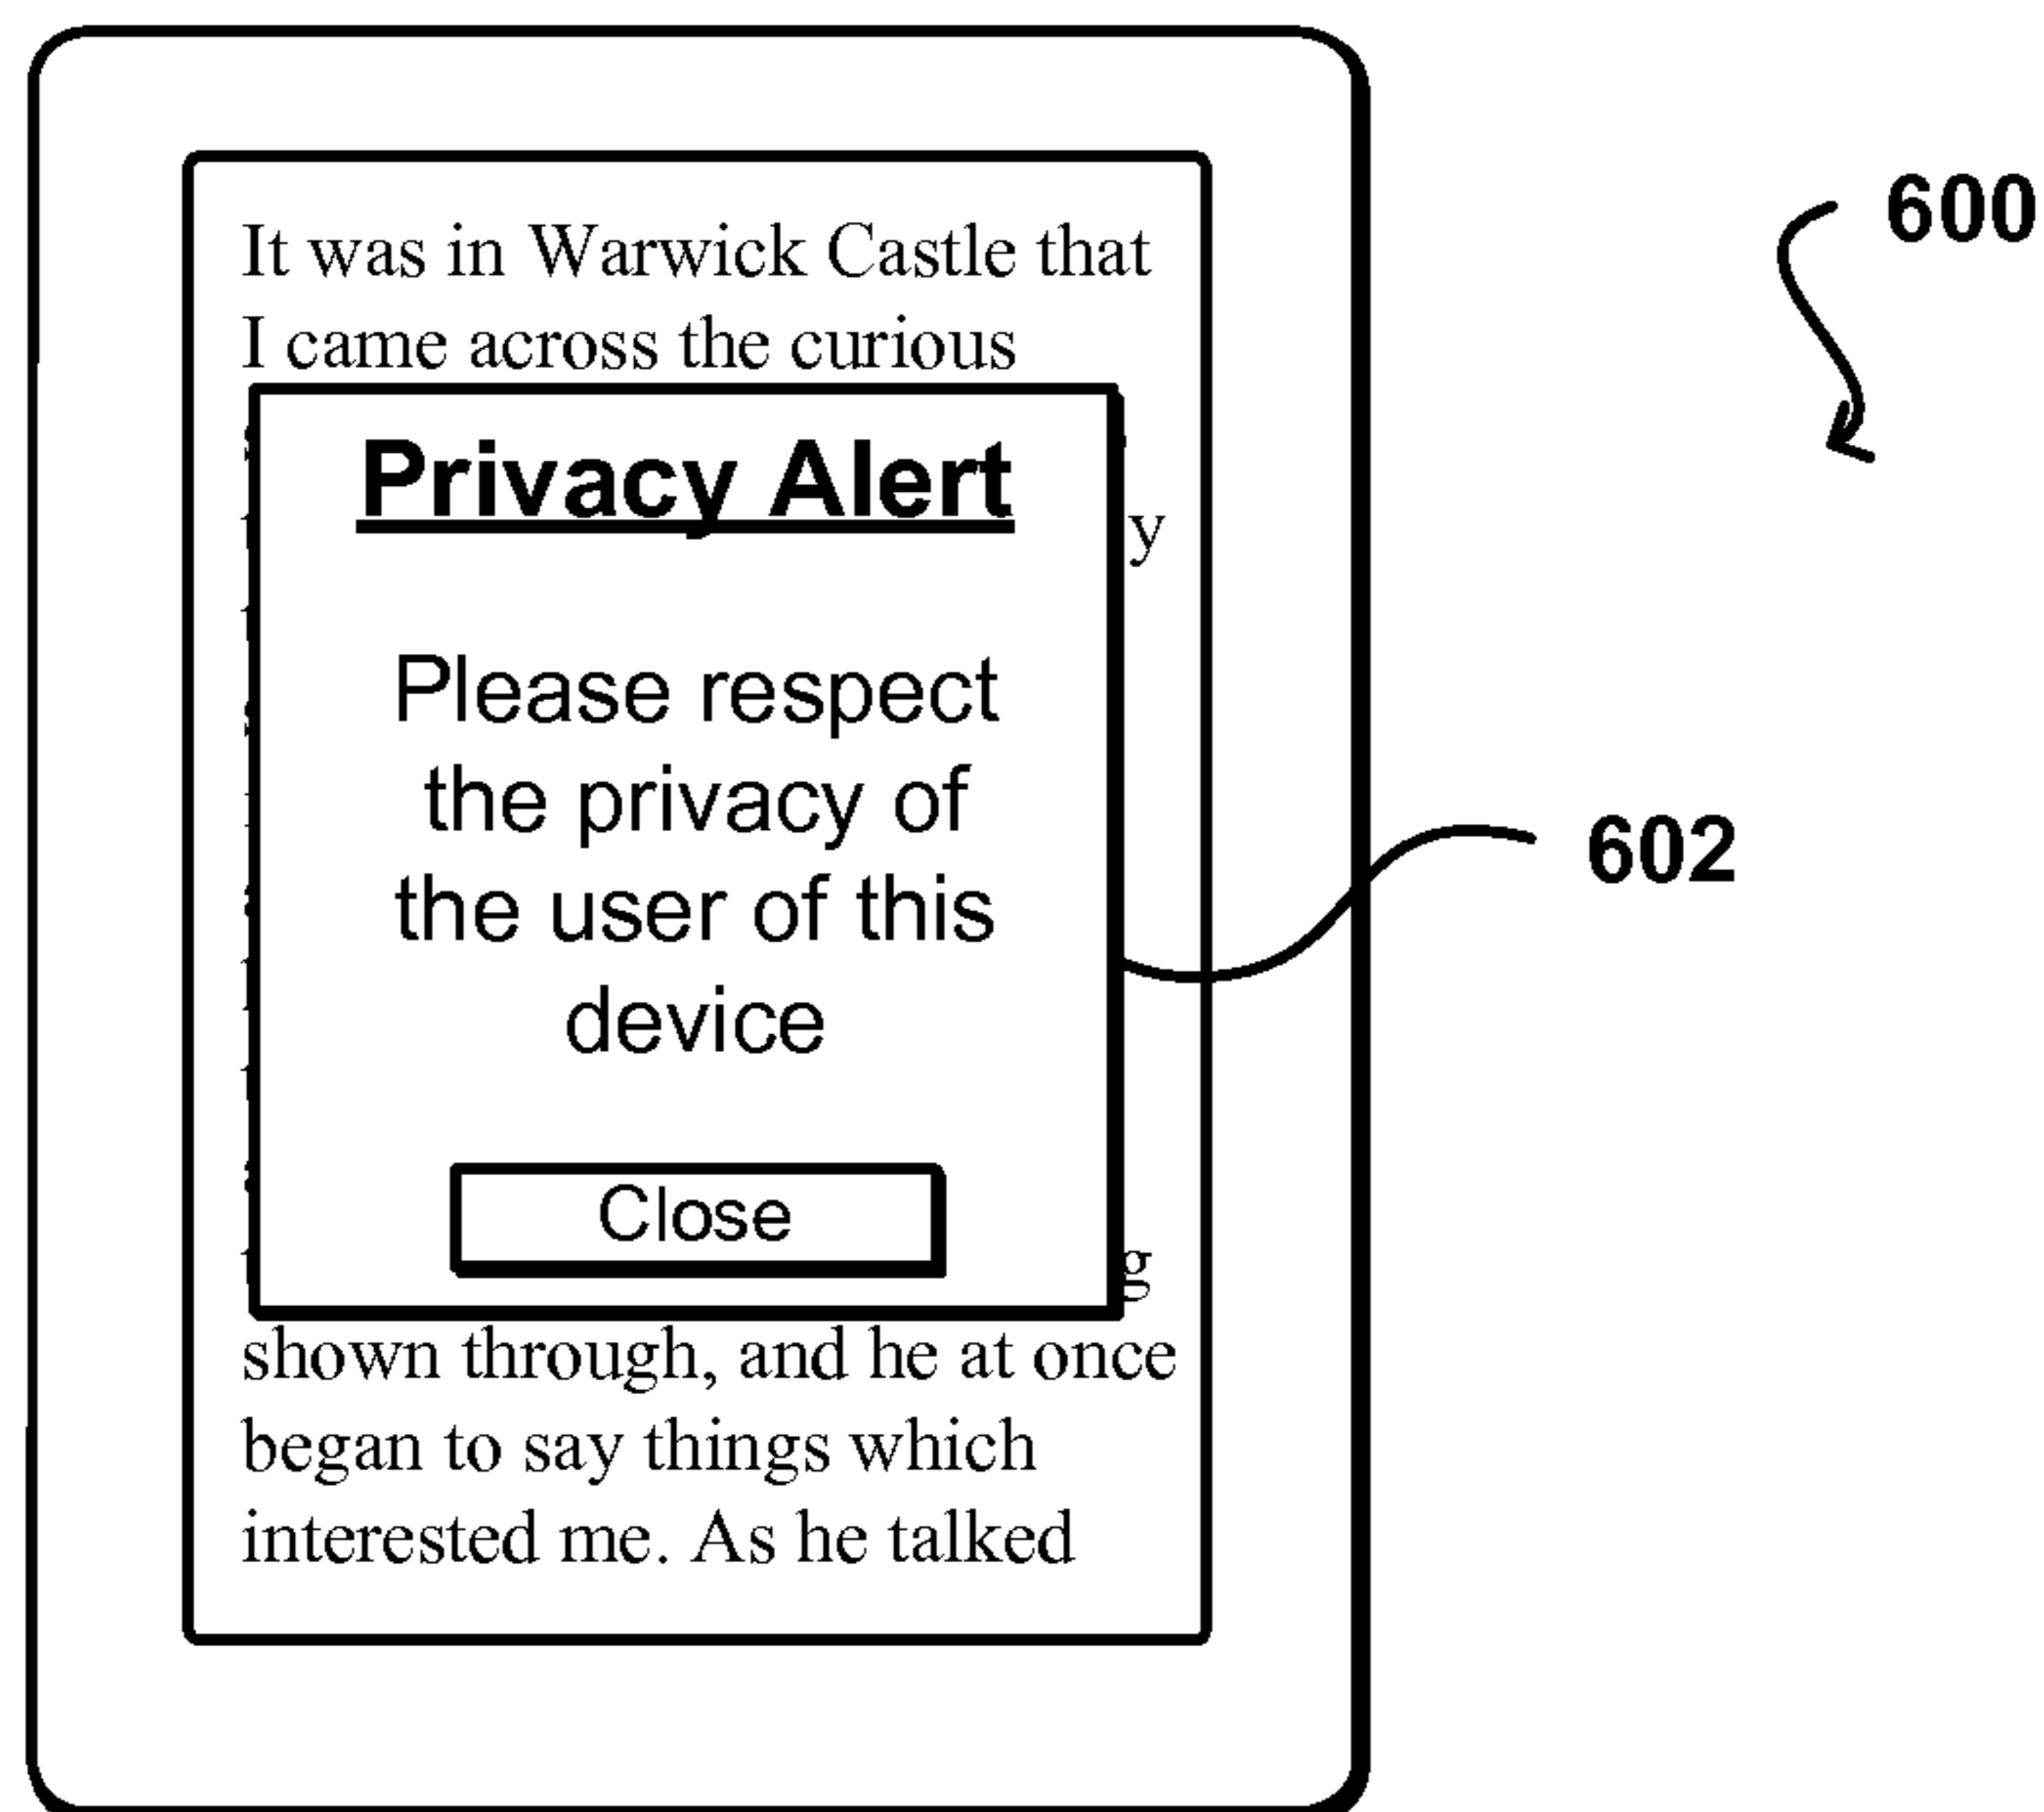 600
It was in Warwick Castle that
I came across the curious
Privacy Alert
y
Please respect
the privacy of
the user of this
device
602
Close
g
shown through, and he at once
began to say things which
interested me. As he talked